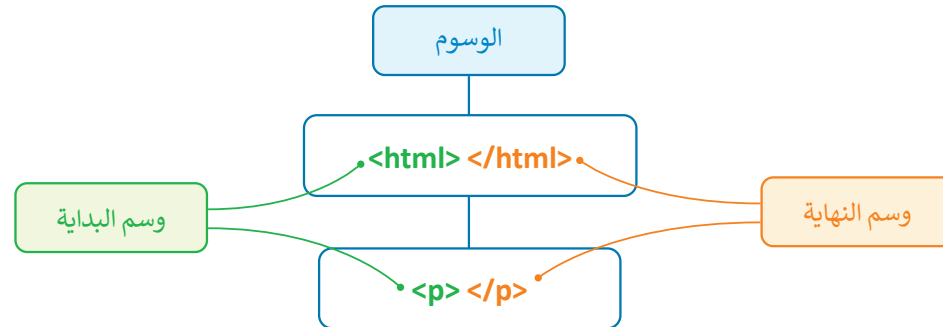 الوسوم
<html> </html>
وسم البداية
وسم النهاية
<p> </p>